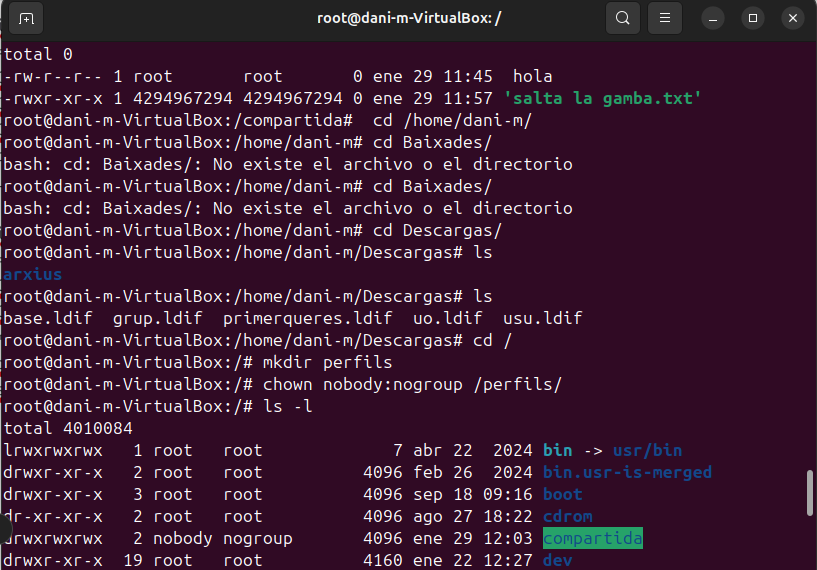 root@dani-m-VirtualBox: /
total 0
-rw-r--r-- 1 root       root       0 ene 29 11:45  hola
-rwxr-xr-x 1 4294967294 4294967294 0 ene 29 11:57 'salta la gamba.txt'
root@dani-m-VirtualBox:/compartida#  cd /home/dani-m/
root@dani-m-VirtualBox:/home/dani-m# cd Baixades/
bash: cd: Baixades/: No existe el archivo o el directorio
root@dani-m-VirtualBox:/home/dani-m# cd Baixades/
bash: cd: Baixades/: No existe el archivo o el directorio
root@dani-m-VirtualBox:/home/dani-m# cd Descargas/
root@dani-m-VirtualBox:/home/dani-m/Descargas# ls
arxius
root@dani-m-VirtualBox:/home/dani-m/Descargas# ls
base.ldif  grup.ldif  primerqueres.ldif  uo.ldif  usu.ldif
root@dani-m-VirtualBox:/home/dani-m/Descargas# cd /
root@dani-m-VirtualBox:/# mkdir perfils
root@dani-m-VirtualBox:/# chown nobody:nogroup /perfils/
root@dani-m-VirtualBox:/# ls -l
total 4010084
lrwxrwxrwx   1 root   root             7 abr 22  2024 bin -> usr/bin
drwxr-xr-x   2 root   root          4096 feb 26  2024 bin.usr-is-merged
drwxr-xr-x   3 root   root          4096 sep 18 09:16 boot
dr-xr-xr-x   2 root   root          4096 ago 27 18:22 cdrom
drwxrwxrwx   2 nobody nogroup       4096 ene 29 12:03 compartida
drwxr-xr-x  19 root   root          4160 ene 22 12:27 dev